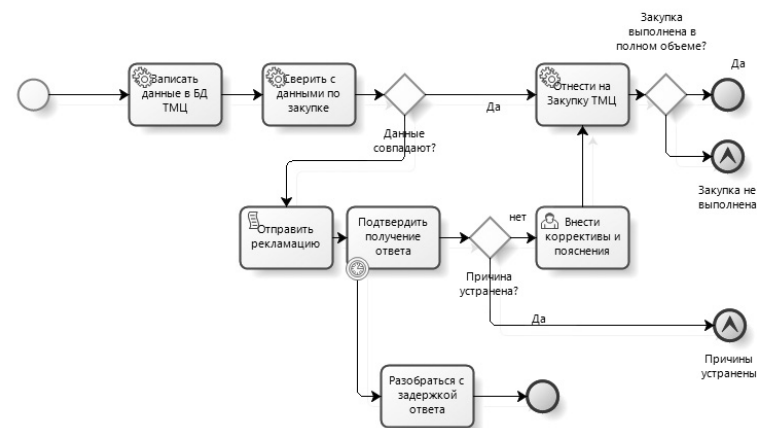 Закупка
выполнена в
полном объеме?
Да
Записать
данные в БД
ТМЦ
Сверить с
данными по
закупке
Да
Данные
совпадают?
Отнести на
Закупку ТМЦ
Закупка не
выполнена
Отправить
рекламацию
Подтвердить
получение
ответа
нет
Причина
устранена?
Внести
коррективы и
пояснения
Да
Причины
устранены
Разобраться с
задержкой
ответа